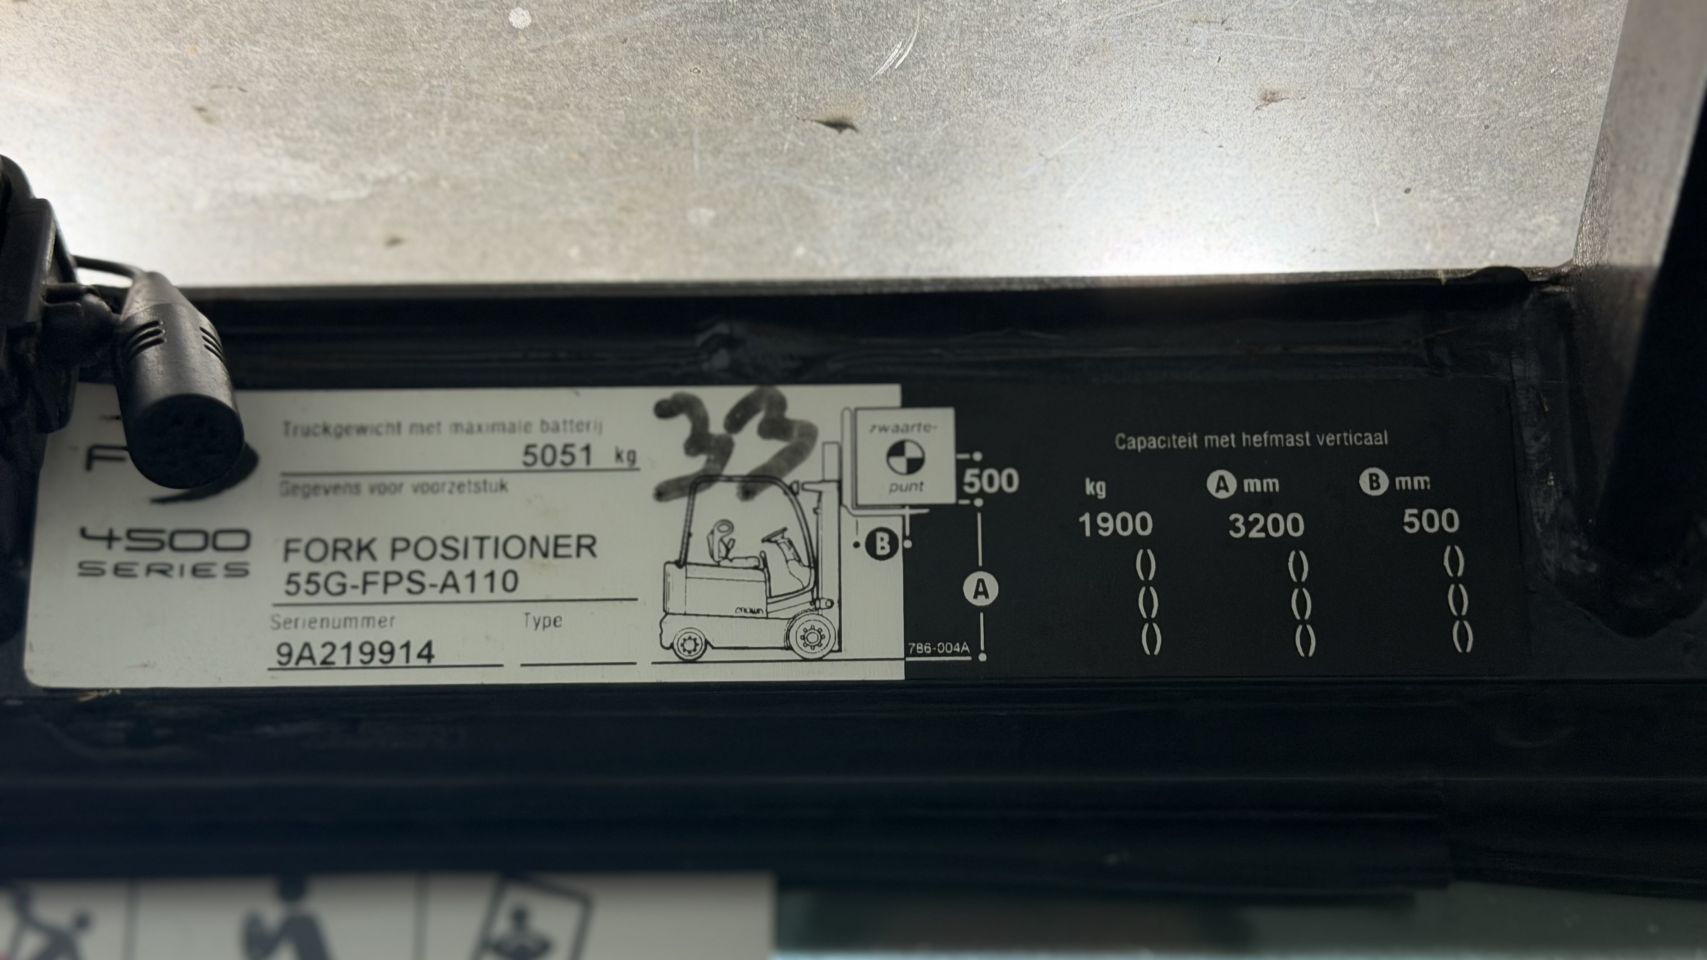 33
Truckgewicht met maximale batterij
5051 kg
Gegevens voor voorzetstuk
4500
SERIES
FORK POSITIONER
55G-FPS-A110
Serienummer Type
9A219914
CROWN
zwaarte-
punt
500
B
A
786-004A
Capaciteit met hefmast verticaal
kg A mm B mm
1900 3200 500
() () ()
() () ()
() () ()